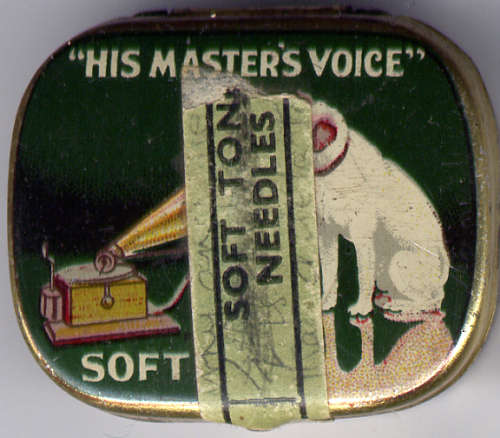 "HIS MASTER'S VOICE"
SOFT TON
NEEDLES
SOFT